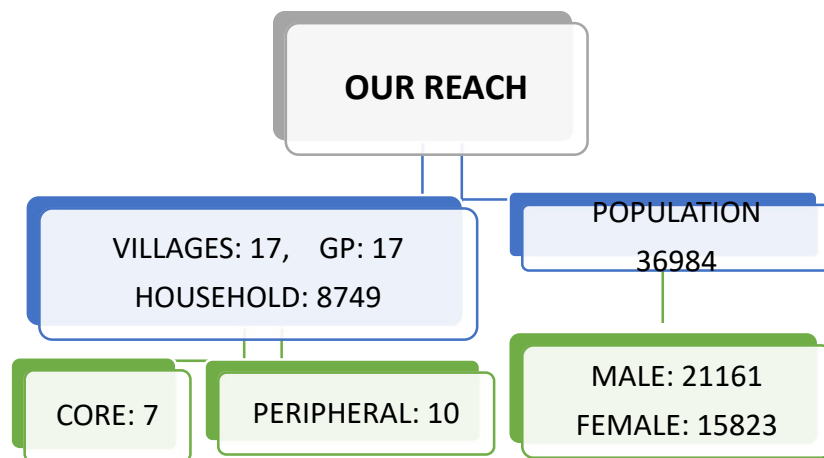 OUR REACH
VILLAGES: 17, GP: 17
HOUSEHOLD: 8749
POPULATION
36984
CORE: 7
PERIPHERAL: 10
MALE: 21161
FEMALE: 15823